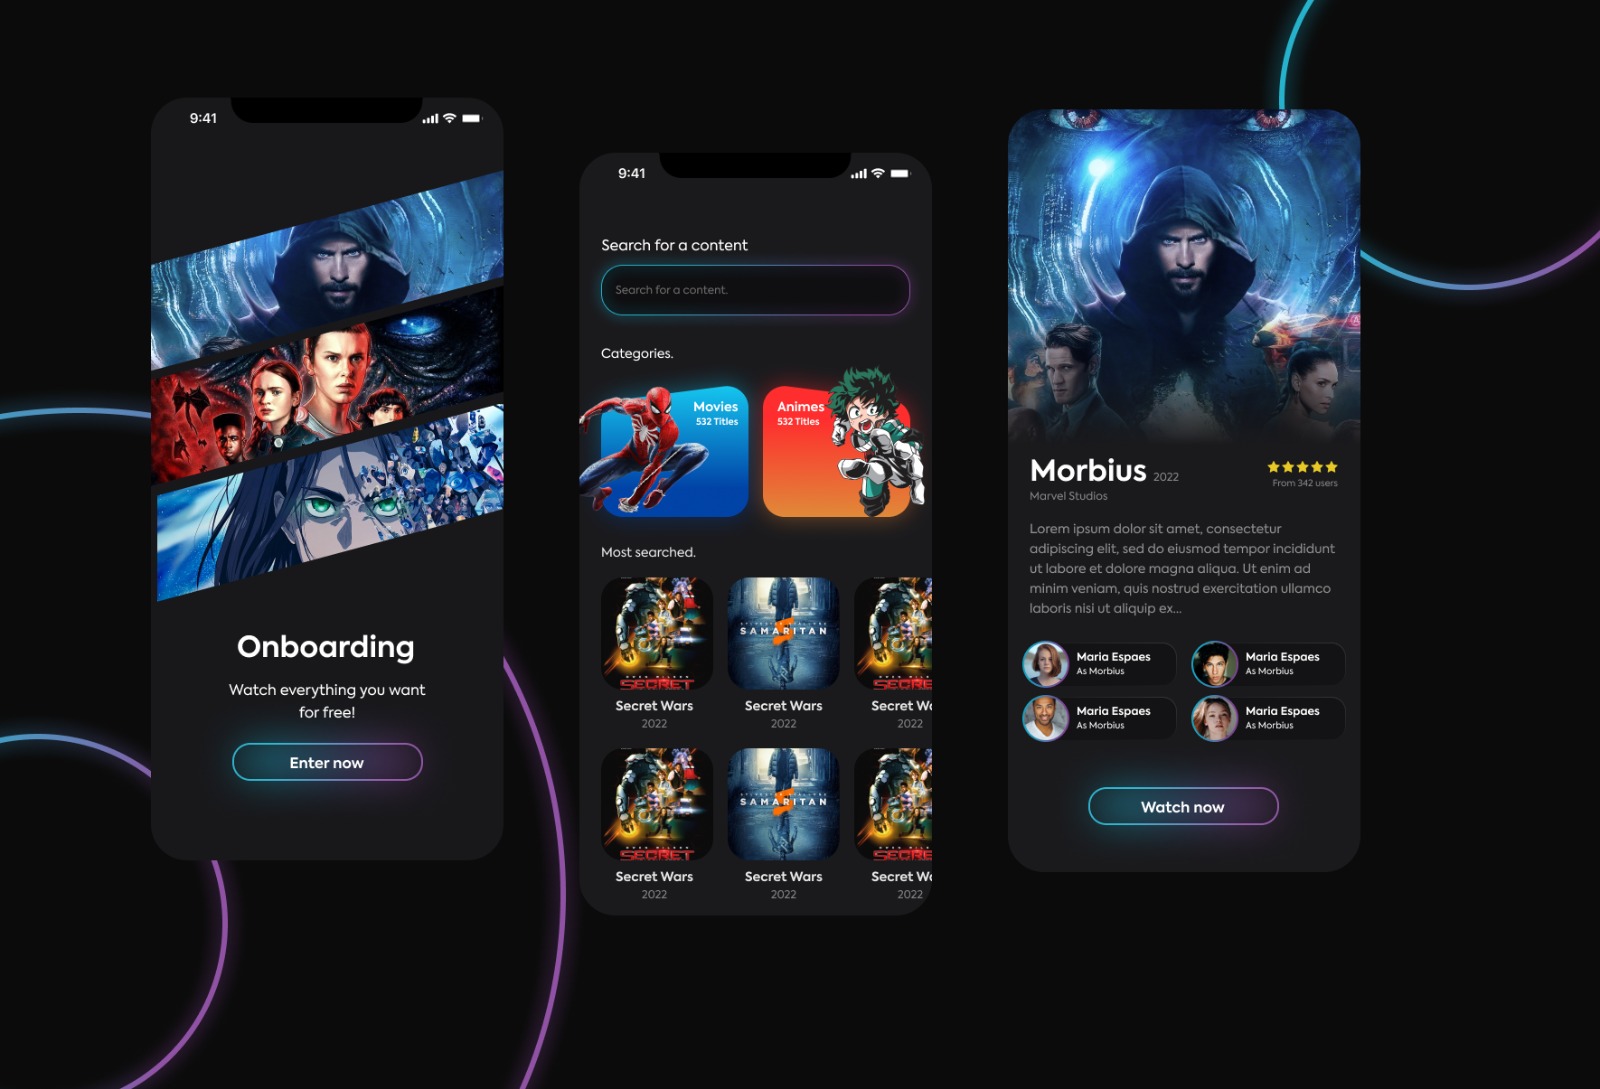 9:41
Onboarding
Watch everything you want
for free!
Enter now
9:41
Search for a content
Search for a content.
Categories.
Movies
532 Titles
Animes
532 Titles
Most searched.
SECRET
SAMARITAN
SECRET
Secret Wars
Secret Wars
Secret Wa
2022
2022
2022
SECRET
SAMARITAN
SECRET
Secret Wars
Secret Wars
Secret Wa
2022
2022
2022
Morbius 2022
From 342 users
Marvel Studios
Lorem ipsum dolor sit amet, consectetur
adipiscing elit, sed do eiusmod tempor incididunt
ut labore et dolore magna aliqua. Ut enim ad
minim veniam, quis nostrud exercitation ullamco
laboris nisi ut aliquip ex...
Maria Espaes
As Morbius
Maria Espaes
As Morbius
Maria Espaes
As Morbius
Maria Espaes
As Morbius
Watch now